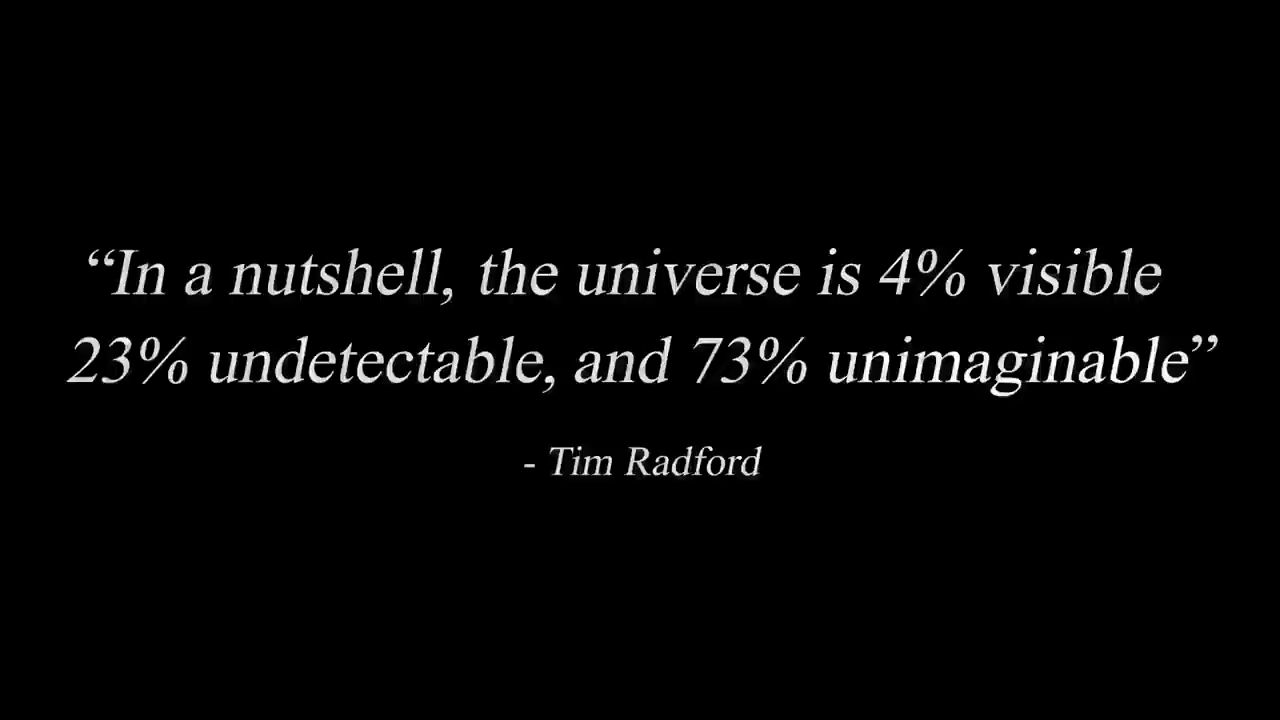 “In a nutshell, the universe is 4% visible
23% undetectable, and 73% unimaginable”
- Tim Radford